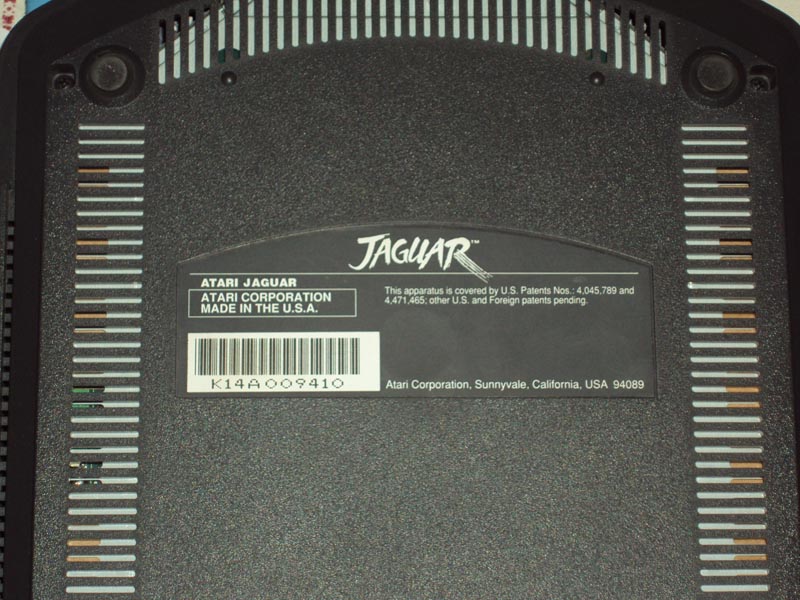 JAGUAR™
ATARI JAGUAR
ATARI CORPORATION
MADE IN THE U.S.A.
This apparatus is covered by U.S. Patents Nos.: 4,045,789 and
4,471,465; other U.S. and Foreign patents pending.
K14A009410
Atari Corporation, Sunnyvale, California, USA 94089